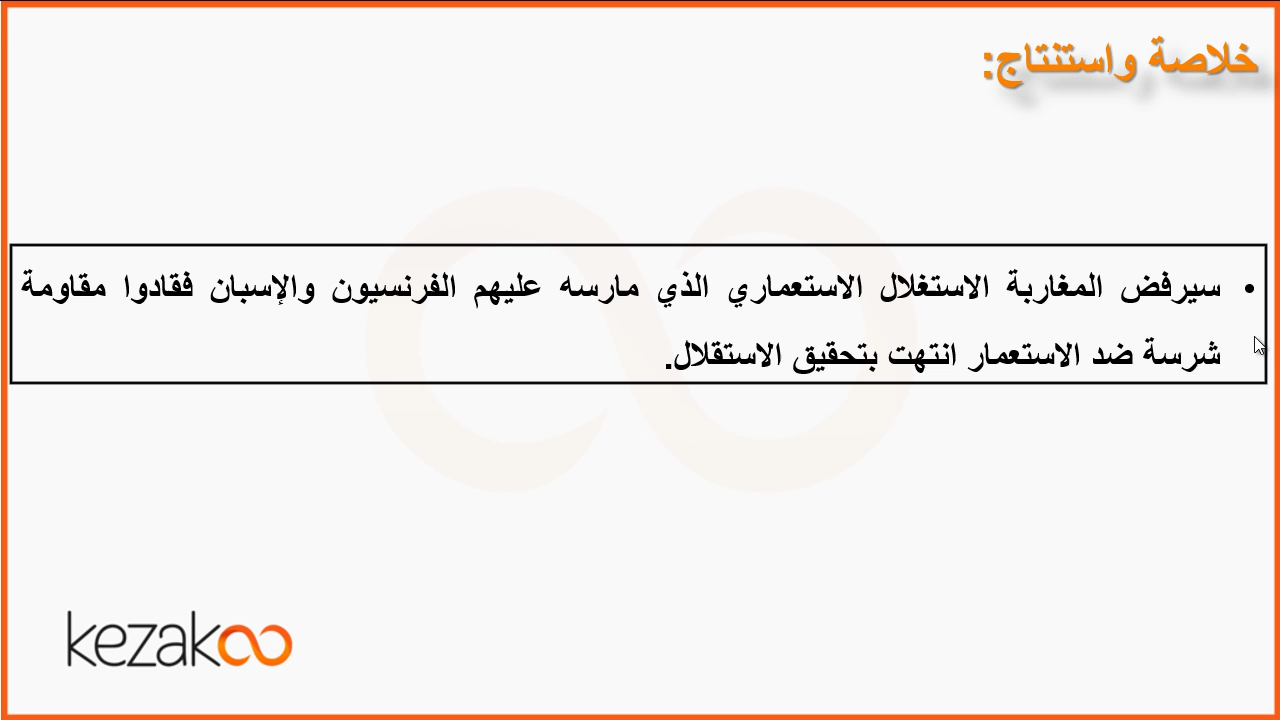 خلاصة واستنتاج:
• سيرفض المغاربة الاستغلال الاستعماري الذي مارسه عليهم الفرنسيون والإسبان فقادوا مقاومة
شرسة ضد الاستعمار انتهت بتحقيق الاستقلال.
kezakoo